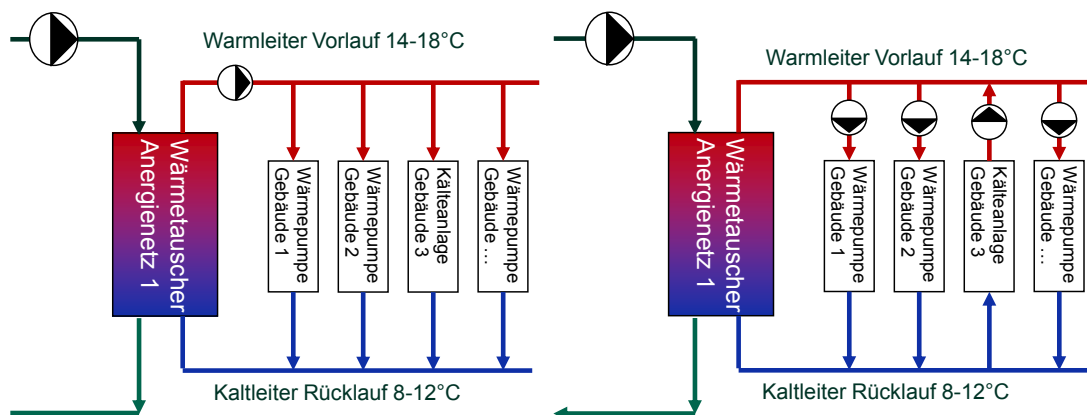 Warmleiter Vorlauf 14-18°C
Wärmetauscher
Anergienetz 1
Wärmepumpe
Gebäude 1
Wärmepumpe
Gebäude 2
Kälteanlage
Gebäude 3
Wärmepumpe
Gebäude ...
Kaltleiter Rücklauf 8-12°C
Warmleiter Vorlauf 14-18°C
Wärmetauscher
Anergienetz 1
Wärmepumpe
Gebäude 1
Wärmepumpe
Gebäude 2
Kälteanlage
Gebäude 3
Wärmepumpe
Gebäude ...
Kaltleiter Rücklauf 8-12°C